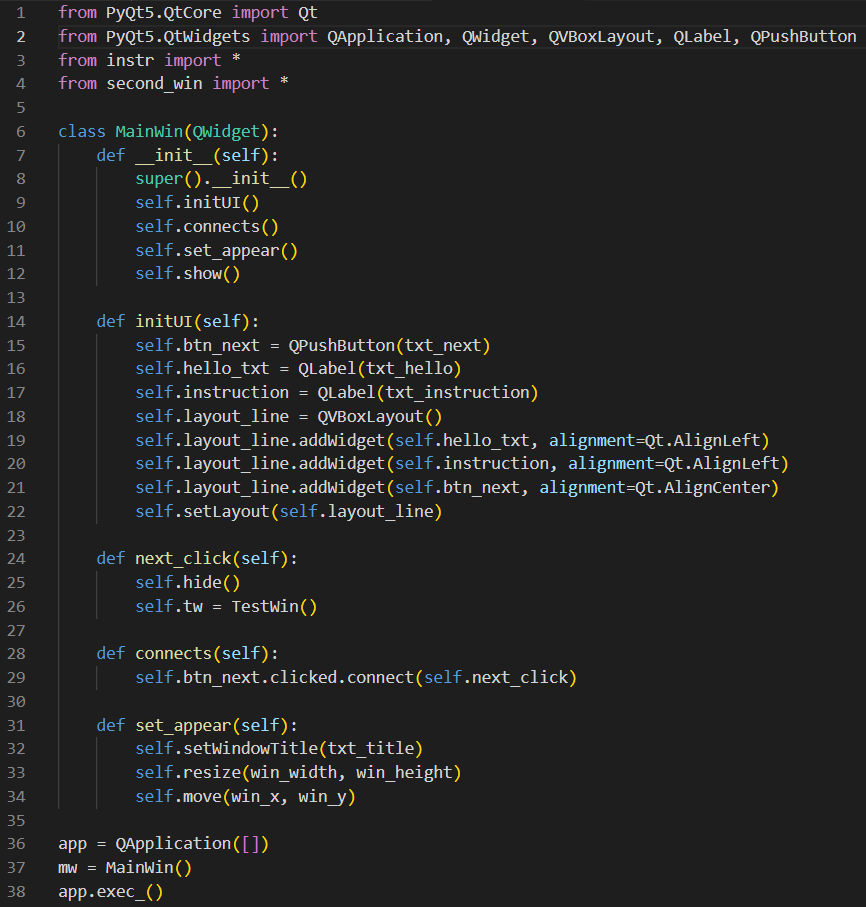 1 from PyQt5.QtCore import Qt
2 from PyQt5.QtWidgets import QApplication, QWidget, QVBoxLayout, QLabel, QPushButton
3 from instr import *
4 from second_win import *
5
6 class MainWin(QWidget):
7     def __init__(self):
8         super().__init__()
9         self.initUI()
10         self.connects()
11         self.set_appear()
12         self.show()
13
14     def initUI(self):
15         self.btn_next = QPushButton(txt_next)
16         self.hello_txt = QLabel(txt_hello)
17         self.instruction = QLabel(txt_instruction)
18         self.layout_line = QVBoxLayout()
19         self.layout_line.addWidget(self.hello_txt, alignment=Qt.AlignLeft)
20         self.layout_line.addWidget(self.instruction, alignment=Qt.AlignLeft)
21         self.layout_line.addWidget(self.btn_next, alignment=Qt.AlignCenter)
22         self.setLayout(self.layout_line)
23
24     def next_click(self):
25         self.hide()
26         self.tw = TestWin()
27
28     def connects(self):
29         self.btn_next.clicked.connect(self.next_click)
30
31     def set_appear(self):
32         self.setWindowTitle(txt_title)
33         self.resize(win_width, win_height)
34         self.move(win_x, win_y)
35
36 app = QApplication([])
37 mw = MainWin()
38 app.exec_()